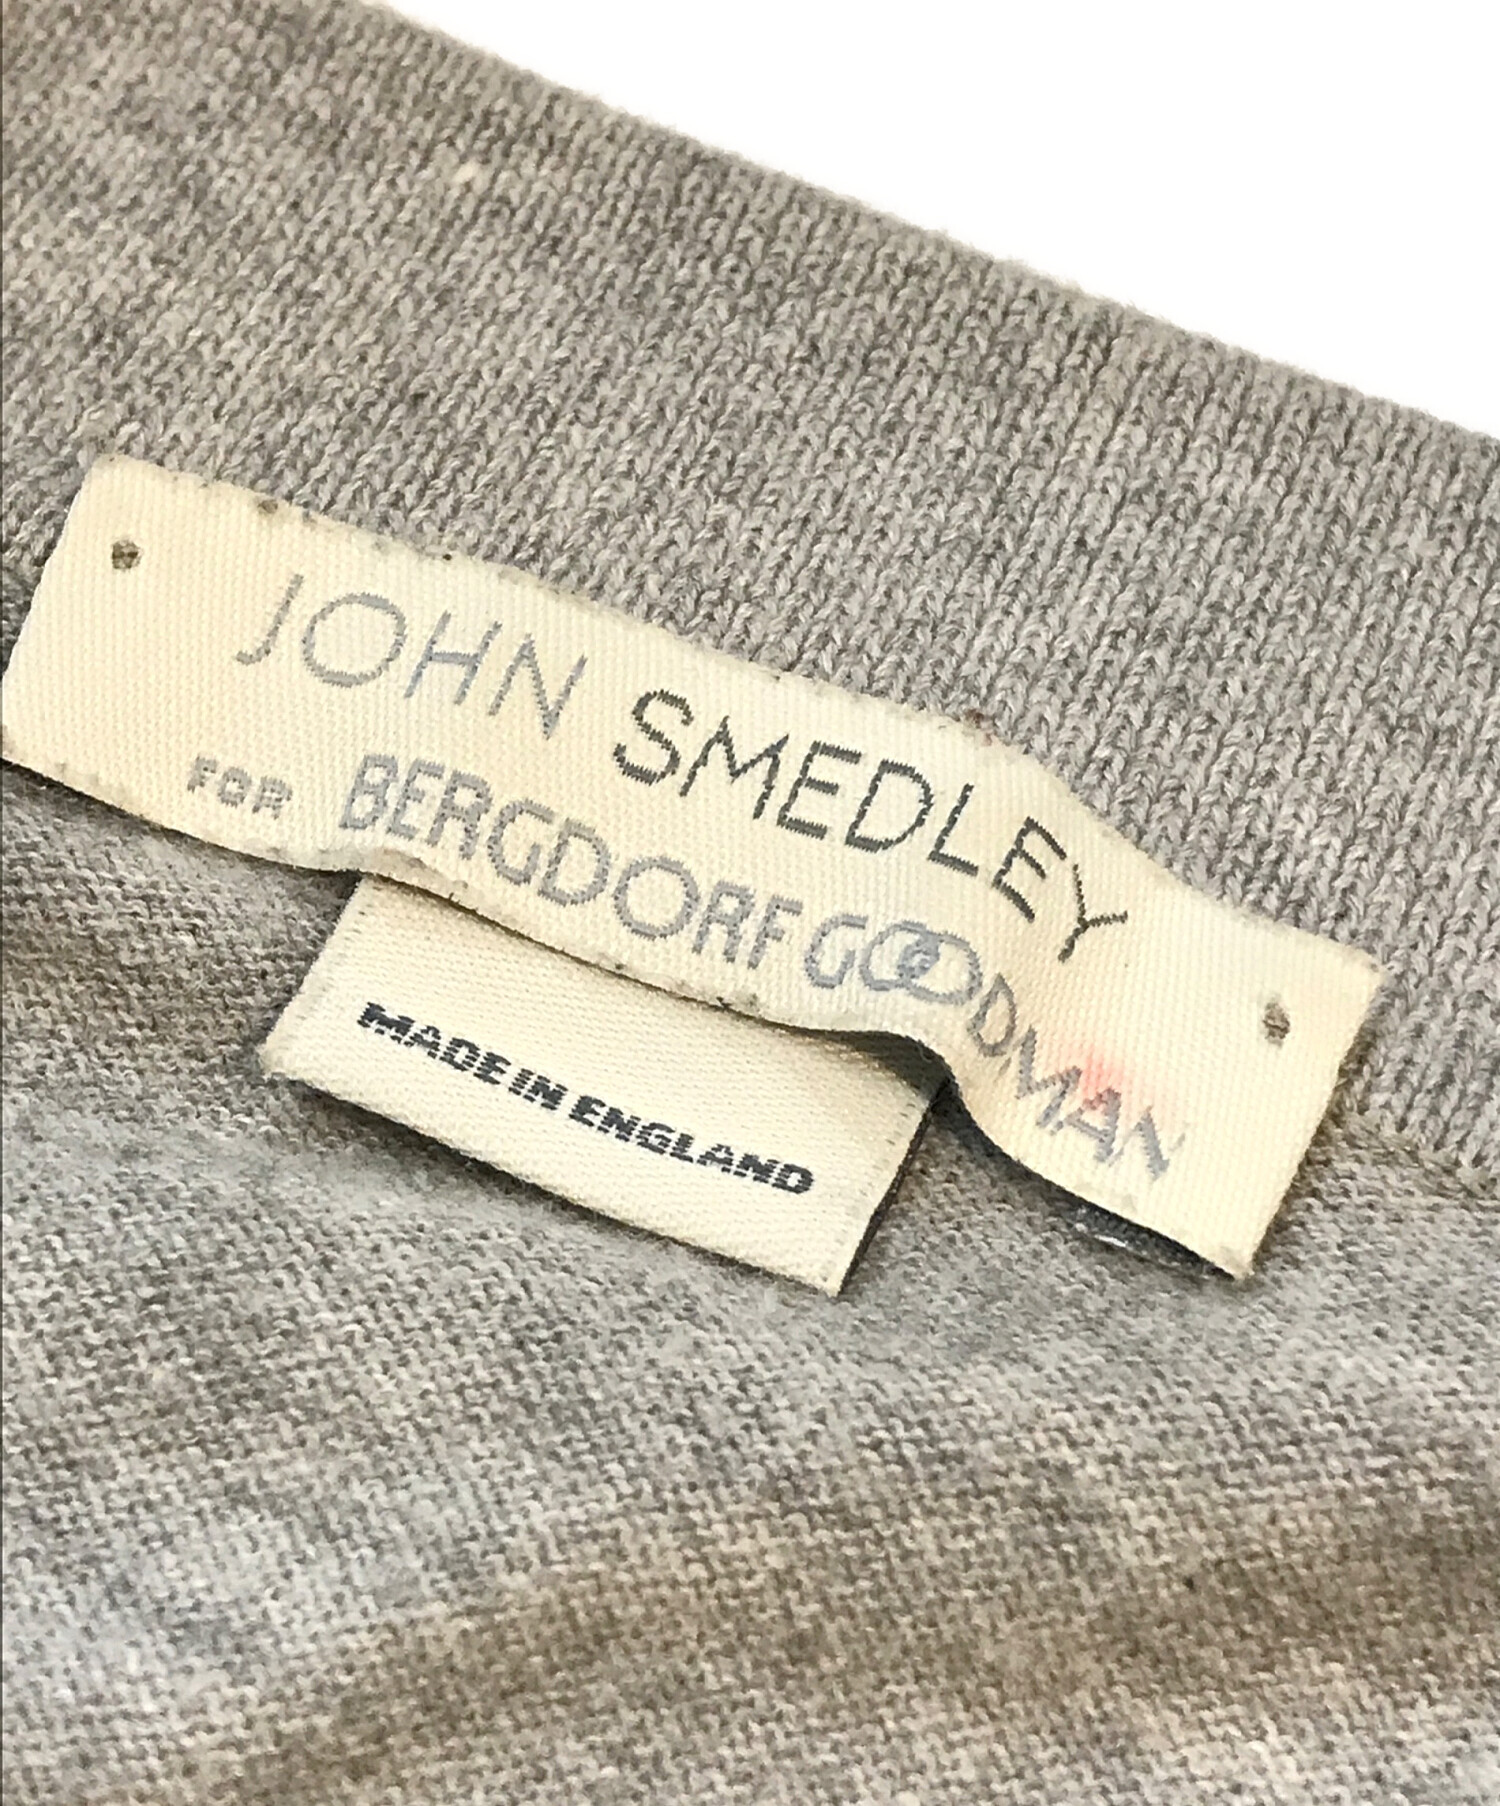 JOHN SMEDLEY
FOR BERGDORF GOODMAN
MADE IN ENGLAND